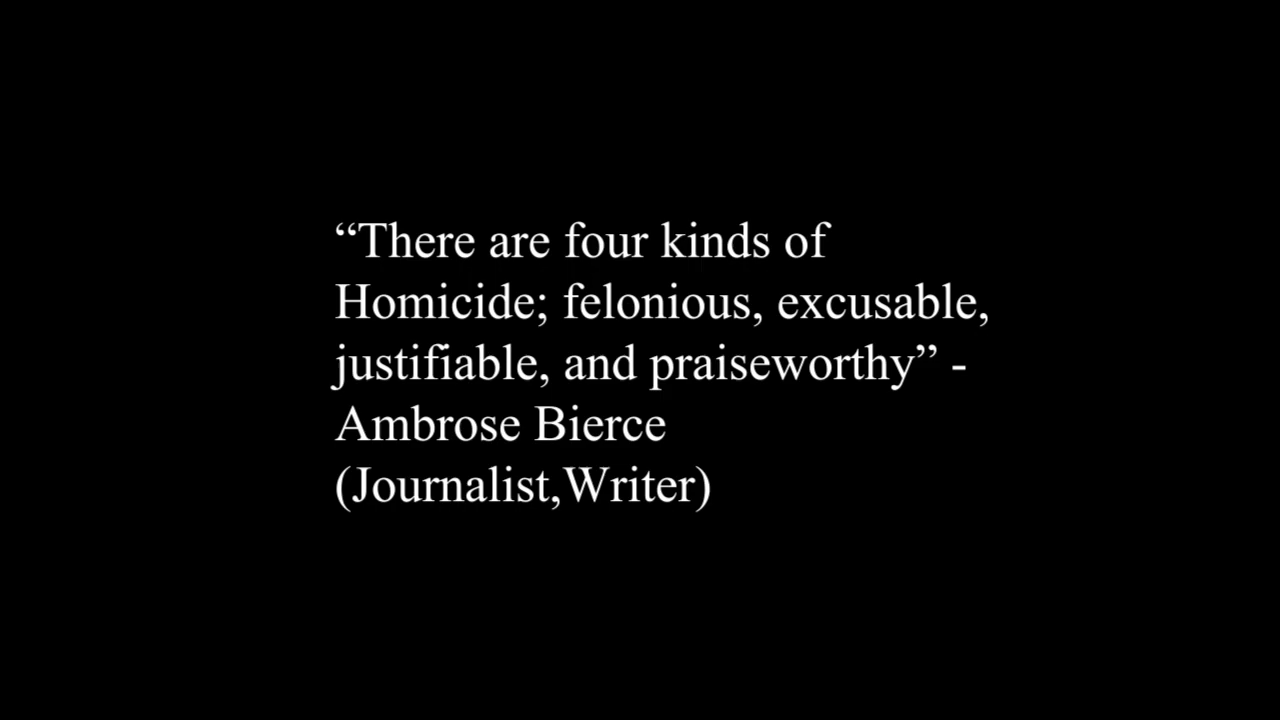 “There are four kinds of
Homicide; felonious, excusable,
justifiable, and praiseworthy” -
Ambrose Bierce
(Journalist,Writer)